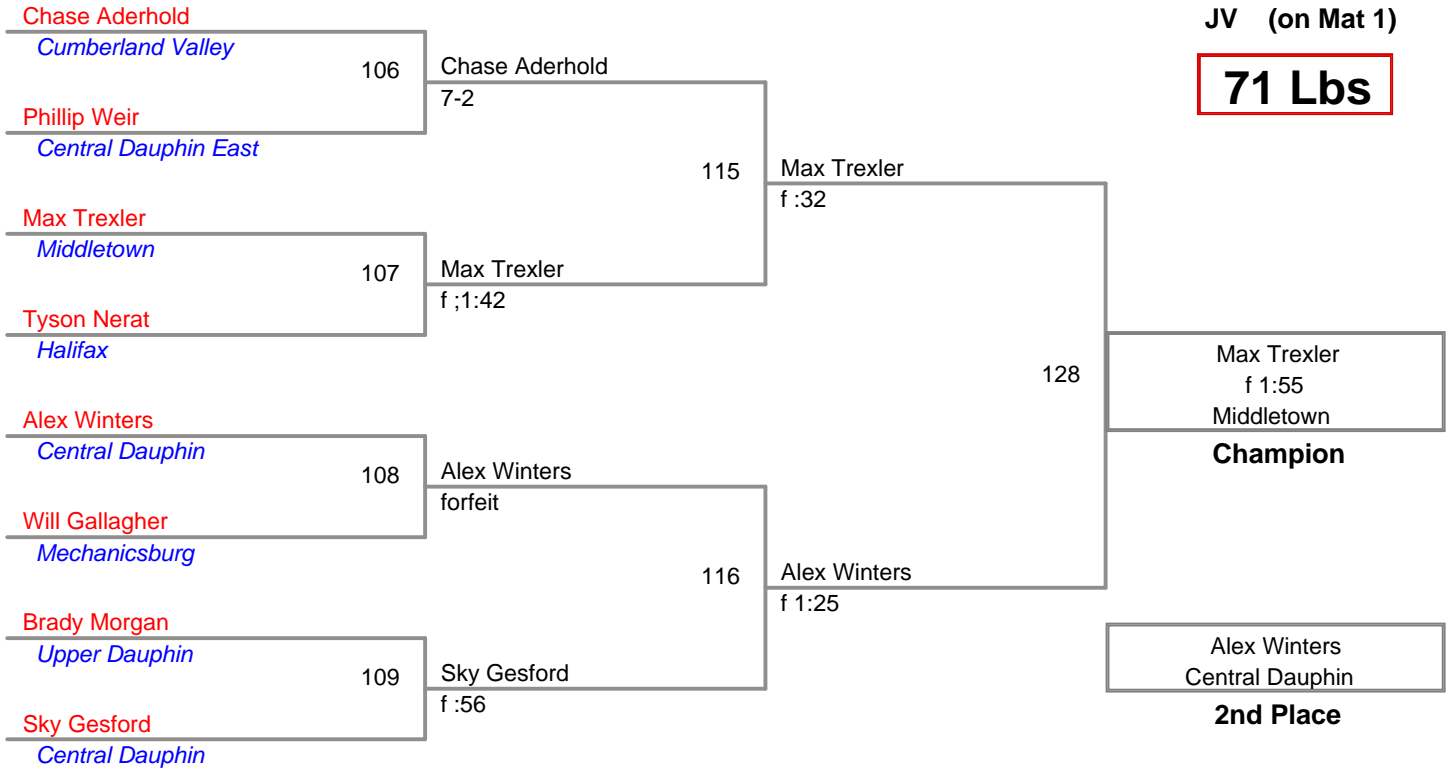 Chase Aderhold
Cumberland Valley
106
Phillip Weir
Central Dauphin East
Max Trexler
Middletown
107
Tyson Nerat
Halifax
Alex Winters
Central Dauphin
108
Will Gallagher
Mechanicsburg
Brady Morgan
Upper Dauphin
109
Sky Gesford
Central Dauphin
Chase Aderhold
7-2
115
Max Trexler
f ;1:42
Alex Winters
forfeit
116
Sky Gesford
f :56
Max Trexler
f :32
128
Alex Winters
f 1:25
JV (on Mat 1)
71 Lbs
Max Trexler
f 1:55
Middletown
Champion
Alex Winters
Central Dauphin
2nd Place